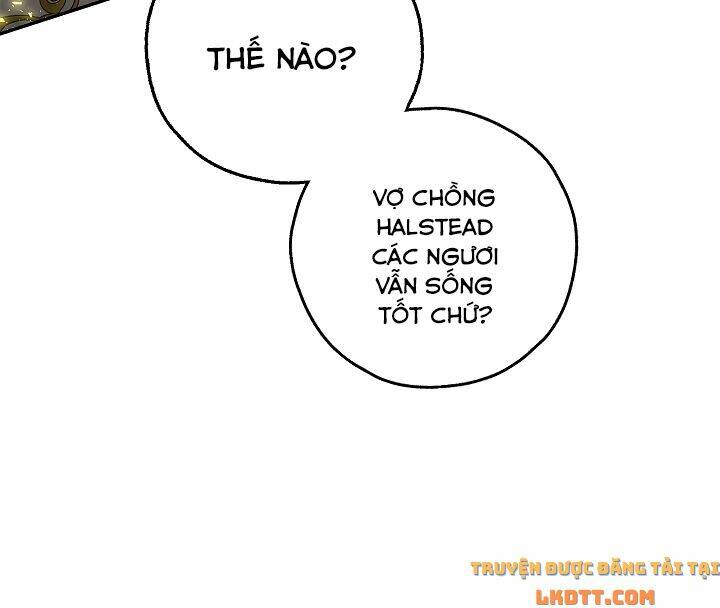 THẾ NÀO?
VỢ CHỒNG
HALSTEAD
CÁC NGƯƠI
VẪN SỐNG
TỐT CHỨ?
TRUYỆN ĐƯỢC ĐĂNG TẢI TẠI
LKDTT.COM